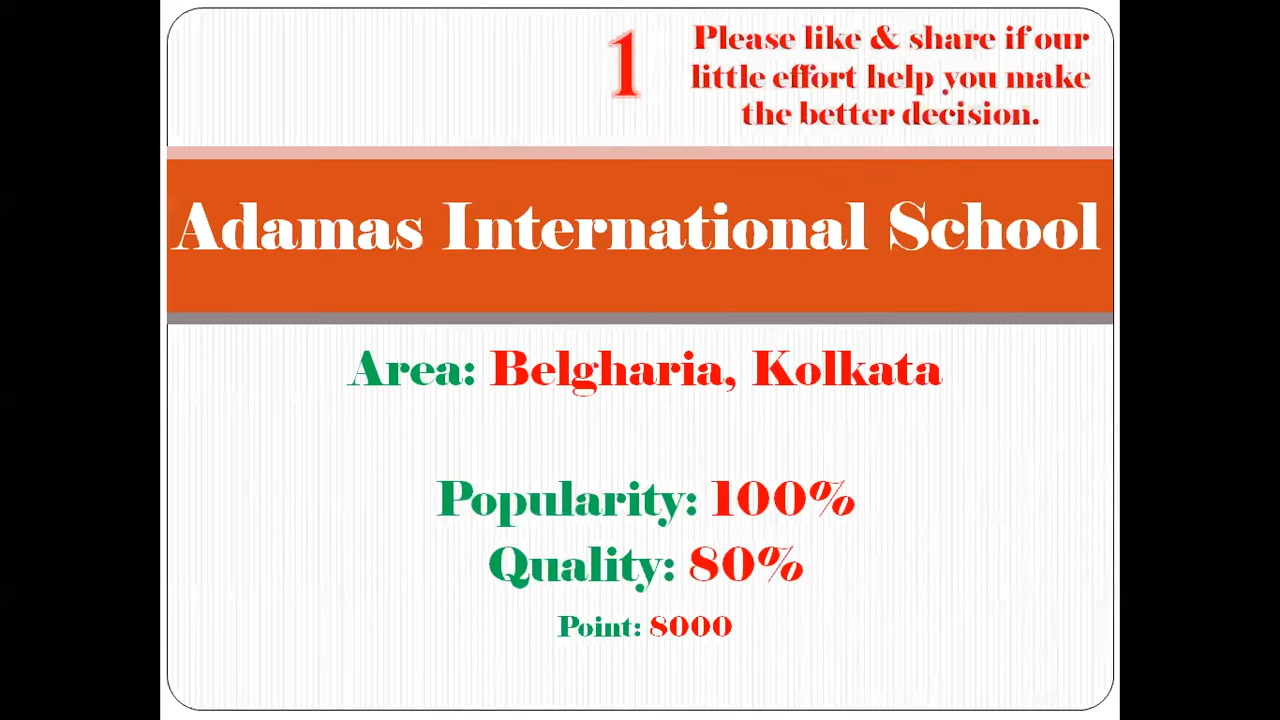 1
Please like & share if our
little effort help you make
the better decision.
Adamas International School
Area: Belgharia, Kolkata
Popularity: 100%
Quality: 80%
Point: 8000